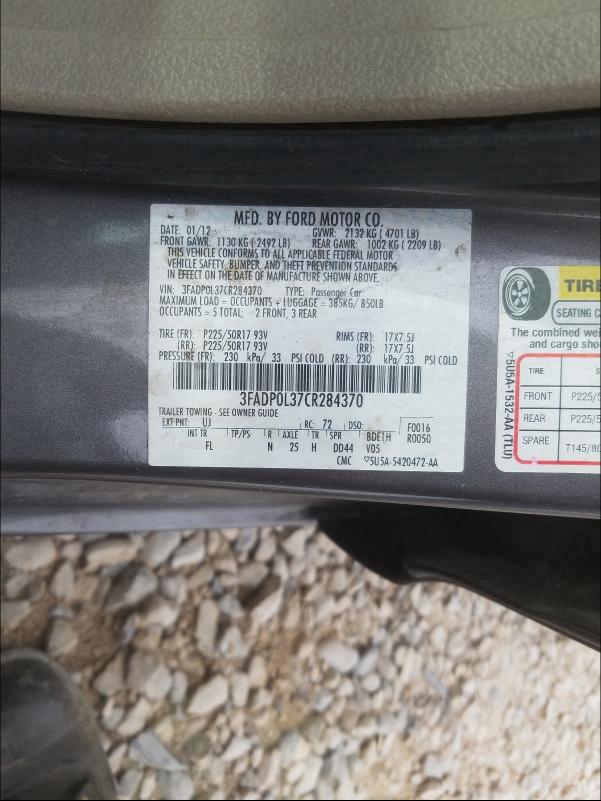 MFD. BY FORD MOTOR CO.
DATE: 01/12 GVWR: 2132 KG ( 4701 LB)
FRONT GAWR: 1130 KG ( 2492 LB) REAR GAWR: 1002 KG ( 2209 LB)
THIS VEHICLE CONFORMS TO ALL APPLICABLE FEDERAL MOTOR
VEHICLE SAFETY, BUMPER, AND THEFT PREVENTION STANDARDS
IN EFFECT ON THE DATE OF MANUFACTURE SHOWN ABOVE.
VIN: 3FADP0L37CR284370 TYPE: Passenger Car
MAXIMUM LOAD = OCCUPANTS + LUGGAGE = 385KG/ 850LB
OCCUPANTS = 5 TOTAL; 2 FRONT, 3 REAR
TIRE (FR): P225/50R17 93V RIMS (FR): 17X7.5J
(RR): P225/50R17 93V (RR): 17X7.5J
PRESSURE (FR): 230 kPa/ 33 PSI COLD (RR): 230 kPa/ 33 PSI COLD
3FADP0L37CR284370
TRAILER TOWING - SEE OWNER GUIDE
EXT PNT: UJ RC: 72 DSO: F0016
R0050
INT TR TP/PS R AXLE TR SPR BDE1H
FL N 25 H DD44 VD5
CMC ▽5U5A-5420472-AA
TIRE
SEATING C
The combined wei
and cargo sho
TIRE S
FRONT P225/5
REAR P225/5
SPARE T145/80
▽5U5A-1532-AA (TLU)